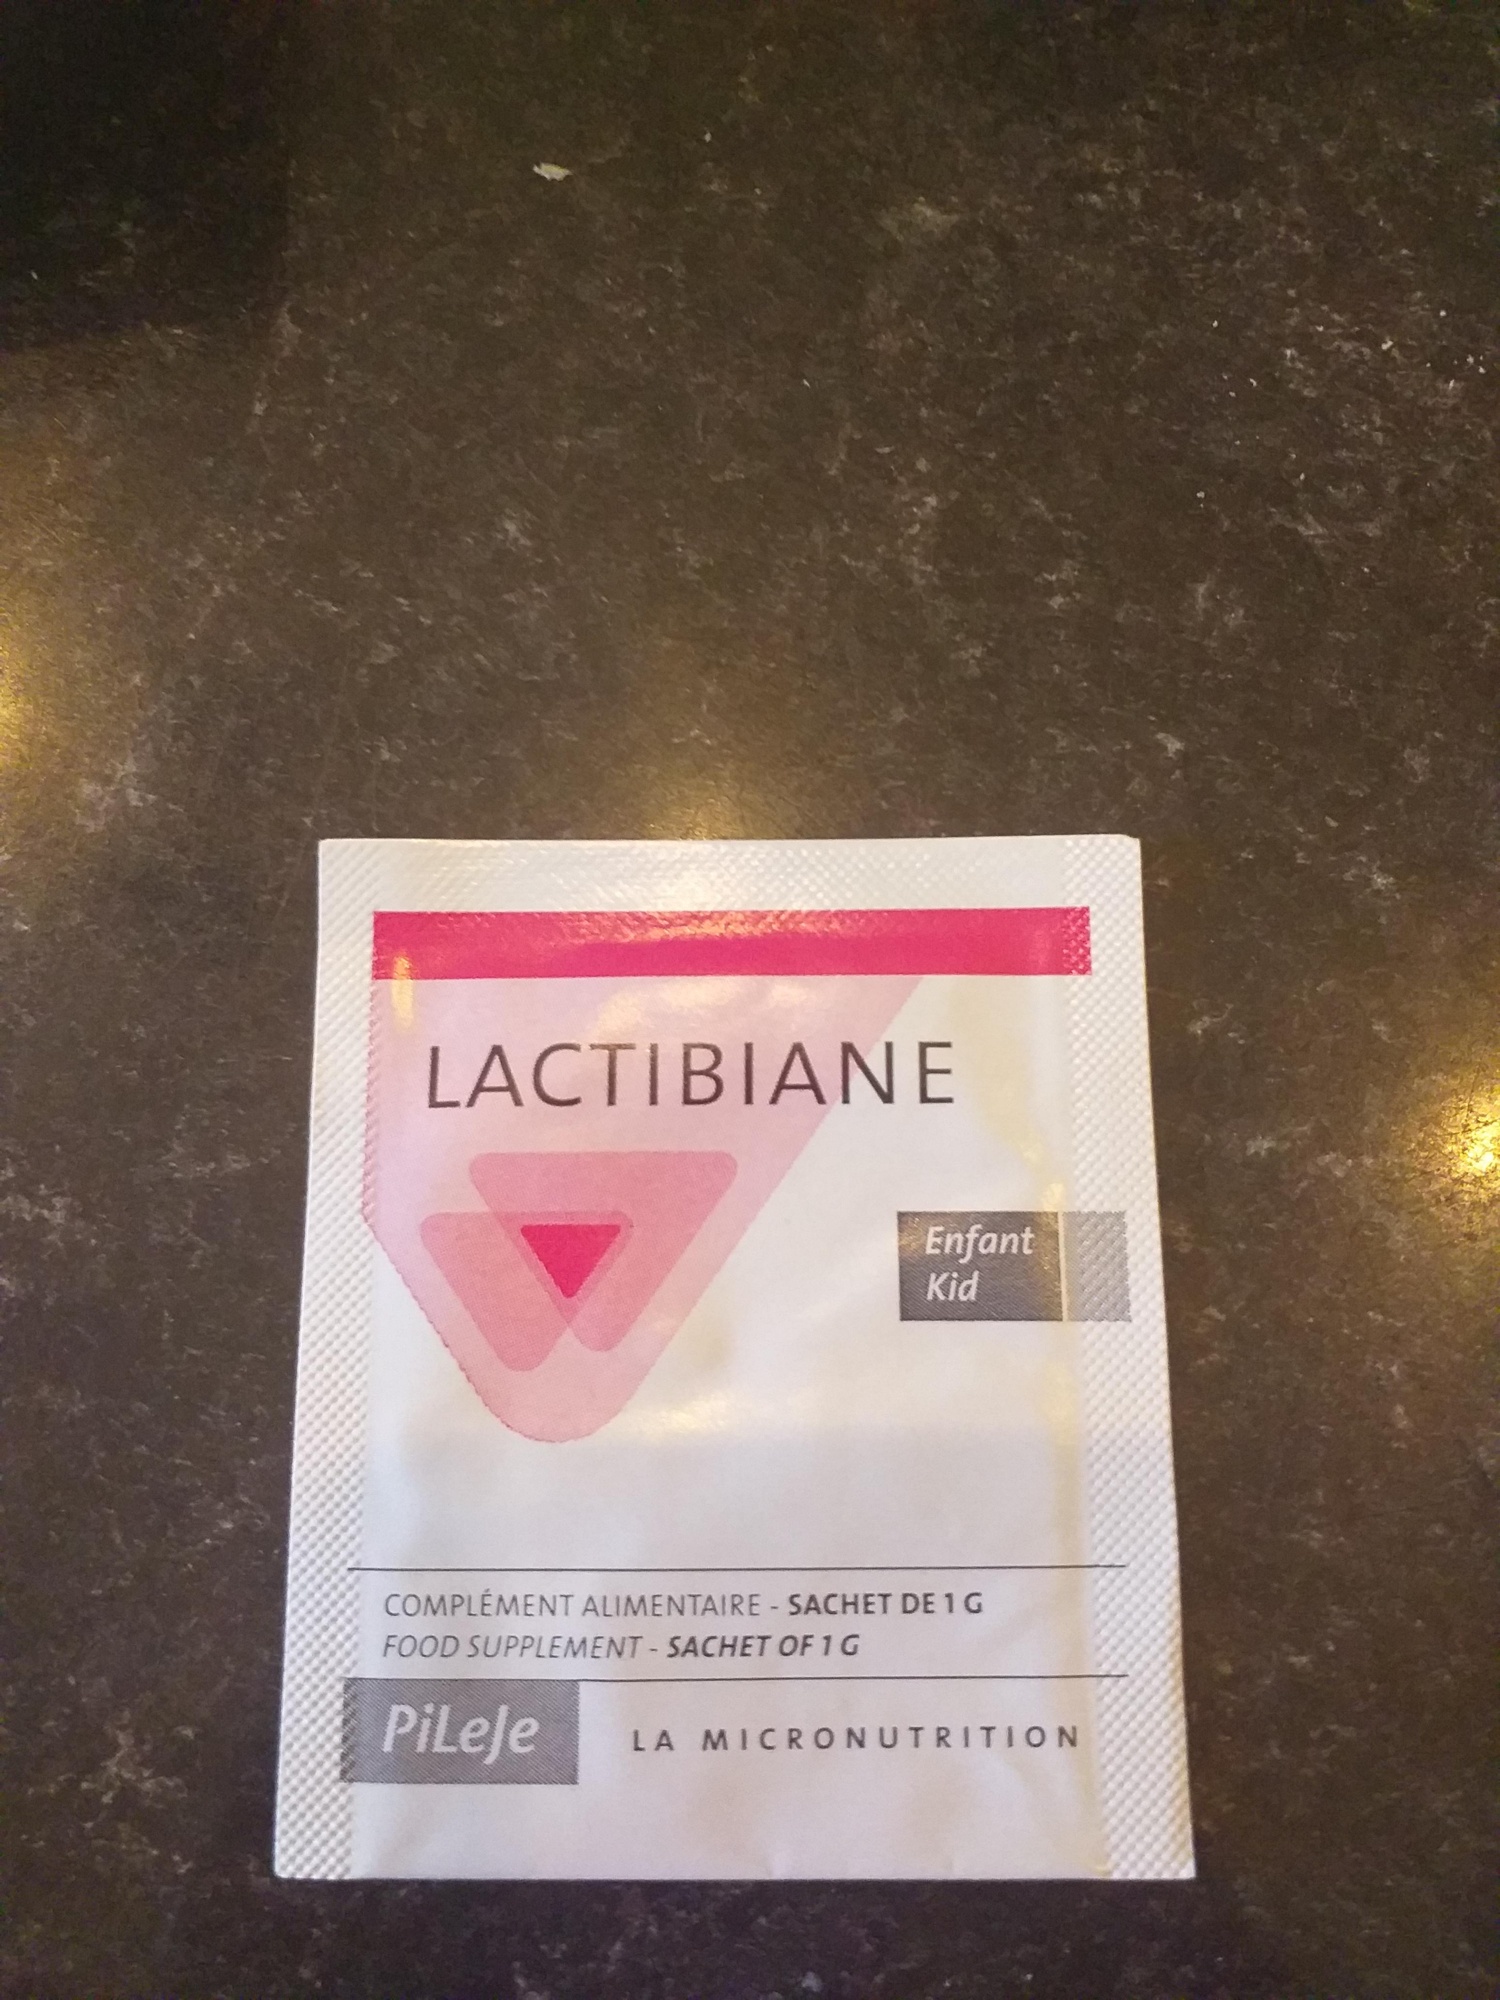 LACTIBIANE
Enfant
Kid
COMPLÉMENT ALIMENTAIRE - SACHET DE 1 G
FOOD SUPPLEMENT - SACHET OF 1 G
PiLeJe
LA MICRONUTRITION